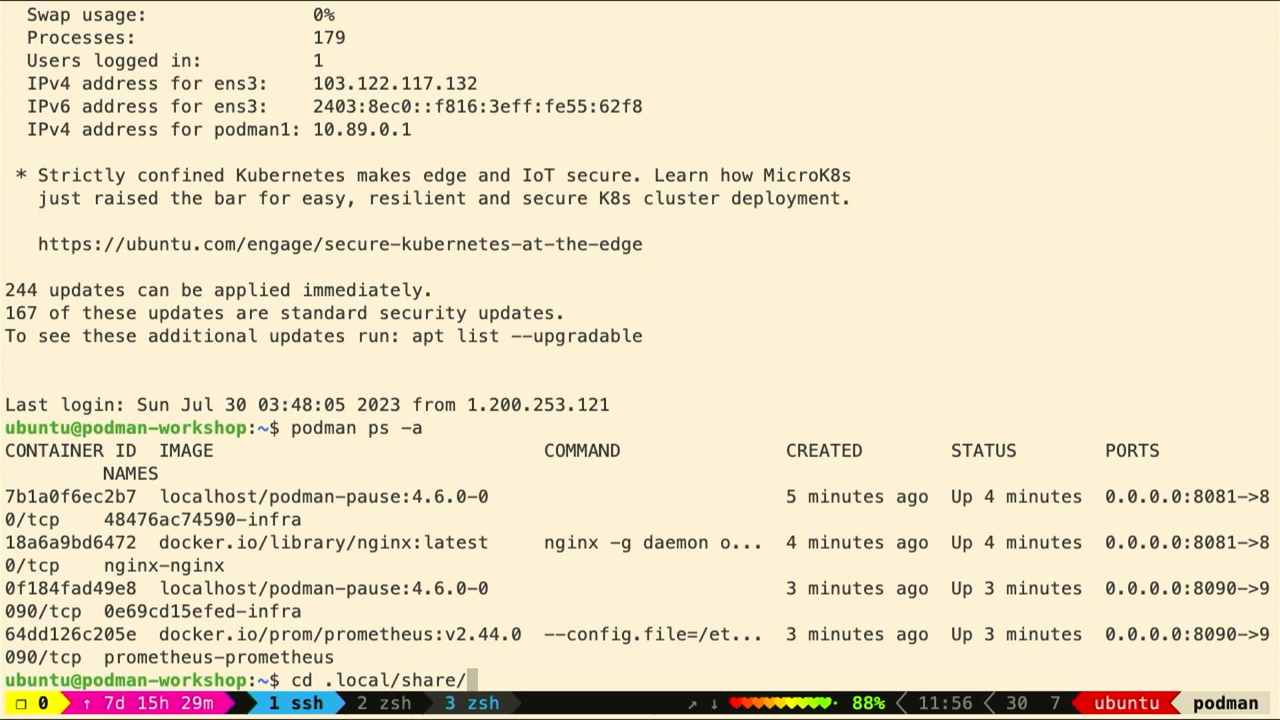 Swap usage: 0%
Processes: 179
Users logged in: 1
IPv4 address for ens3: 103.122.117.132
IPv6 address for ens3: 2403:8ec0::f816:3eff:fe55:62f8
IPv4 address for podman1: 10.89.0.1
* Strictly confined Kubernetes makes edge and IoT secure. Learn how MicroK8s
just raised the bar for easy, resilient and secure K8s cluster deployment.
https://ubuntu.com/engage/secure-kubernetes-at-the-edge
244 updates can be applied immediately.
167 of these updates are standard security updates.
To see these additional updates run: apt list --upgradable
Last login: Sun Jul 30 03:48:05 2023 from 1.200.253.121
ubuntu@podman-workshop:~$ podman ps -a
CONTAINER ID  IMAGE  COMMAND  CREATED  STATUS  PORTS
NAMES
7b1a0f6ec2b7  localhost/podman-pause:4.6.0-0  5 minutes ago  Up 4 minutes  0.0.0.0:8081->8
0/tcp  48476ac74590-infra
18a6a9bd6472  docker.io/library/nginx:latest  nginx -g daemon o...  4 minutes ago  Up 4 minutes  0.0.0.0:8081->8
0/tcp  nginx-nginx
0f184fad49e8  localhost/podman-pause:4.6.0-0  3 minutes ago  Up 3 minutes  0.0.0.0:8090->9
090/tcp  0e69cd15efed-infra
64dd126c205e  docker.io/prom/prometheus:v2.44.0  --config.file=/et...  3 minutes ago  Up 3 minutes  0.0.0.0:8090->9
090/tcp  prometheus-prometheus
ubuntu@podman-workshop:~$ cd .local/share/
❐ 0  ↑ 7d 15h 29m  1 ssh  2 zsh  3 zsh  ↗ ↓ ♥♥♥♥♥♥♥♥♥♥ 88%  11:56  30  7  ubuntu  podman